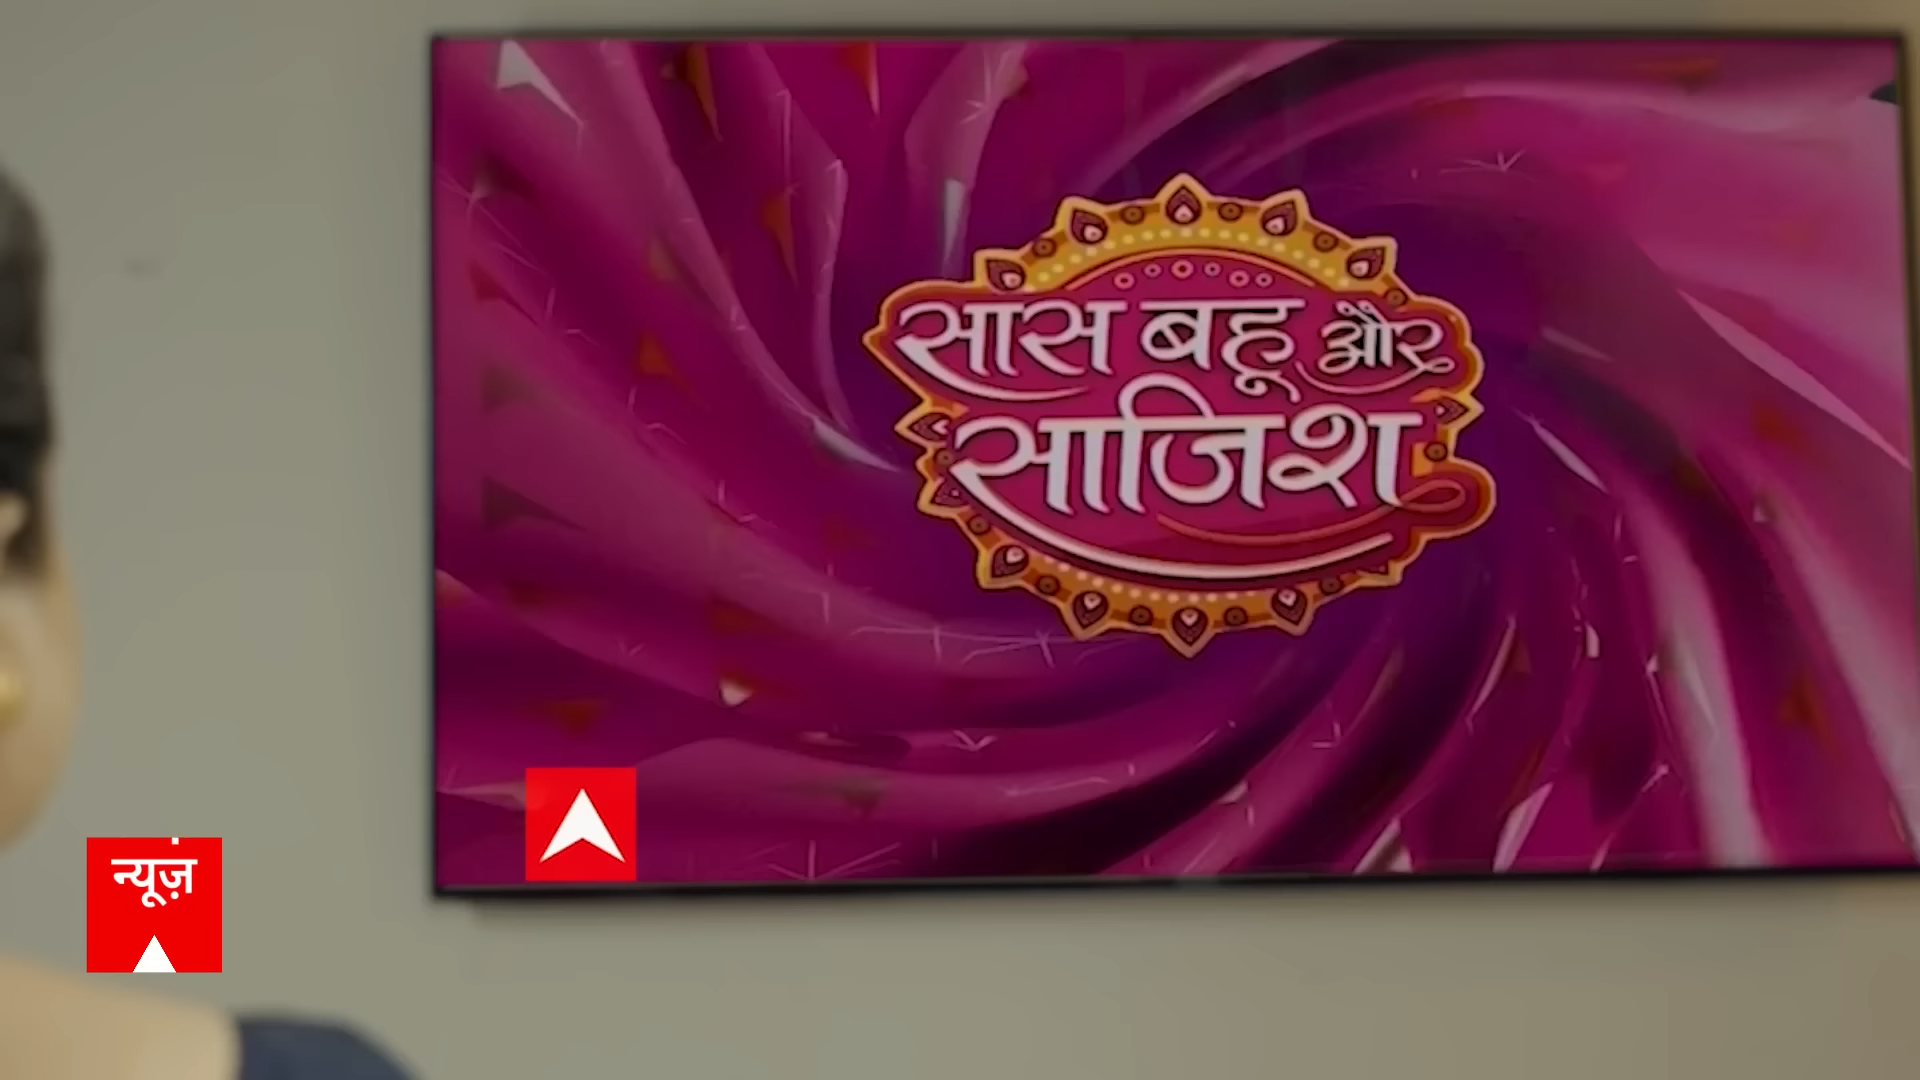 सास बहू और
साजिश
न्यूज़